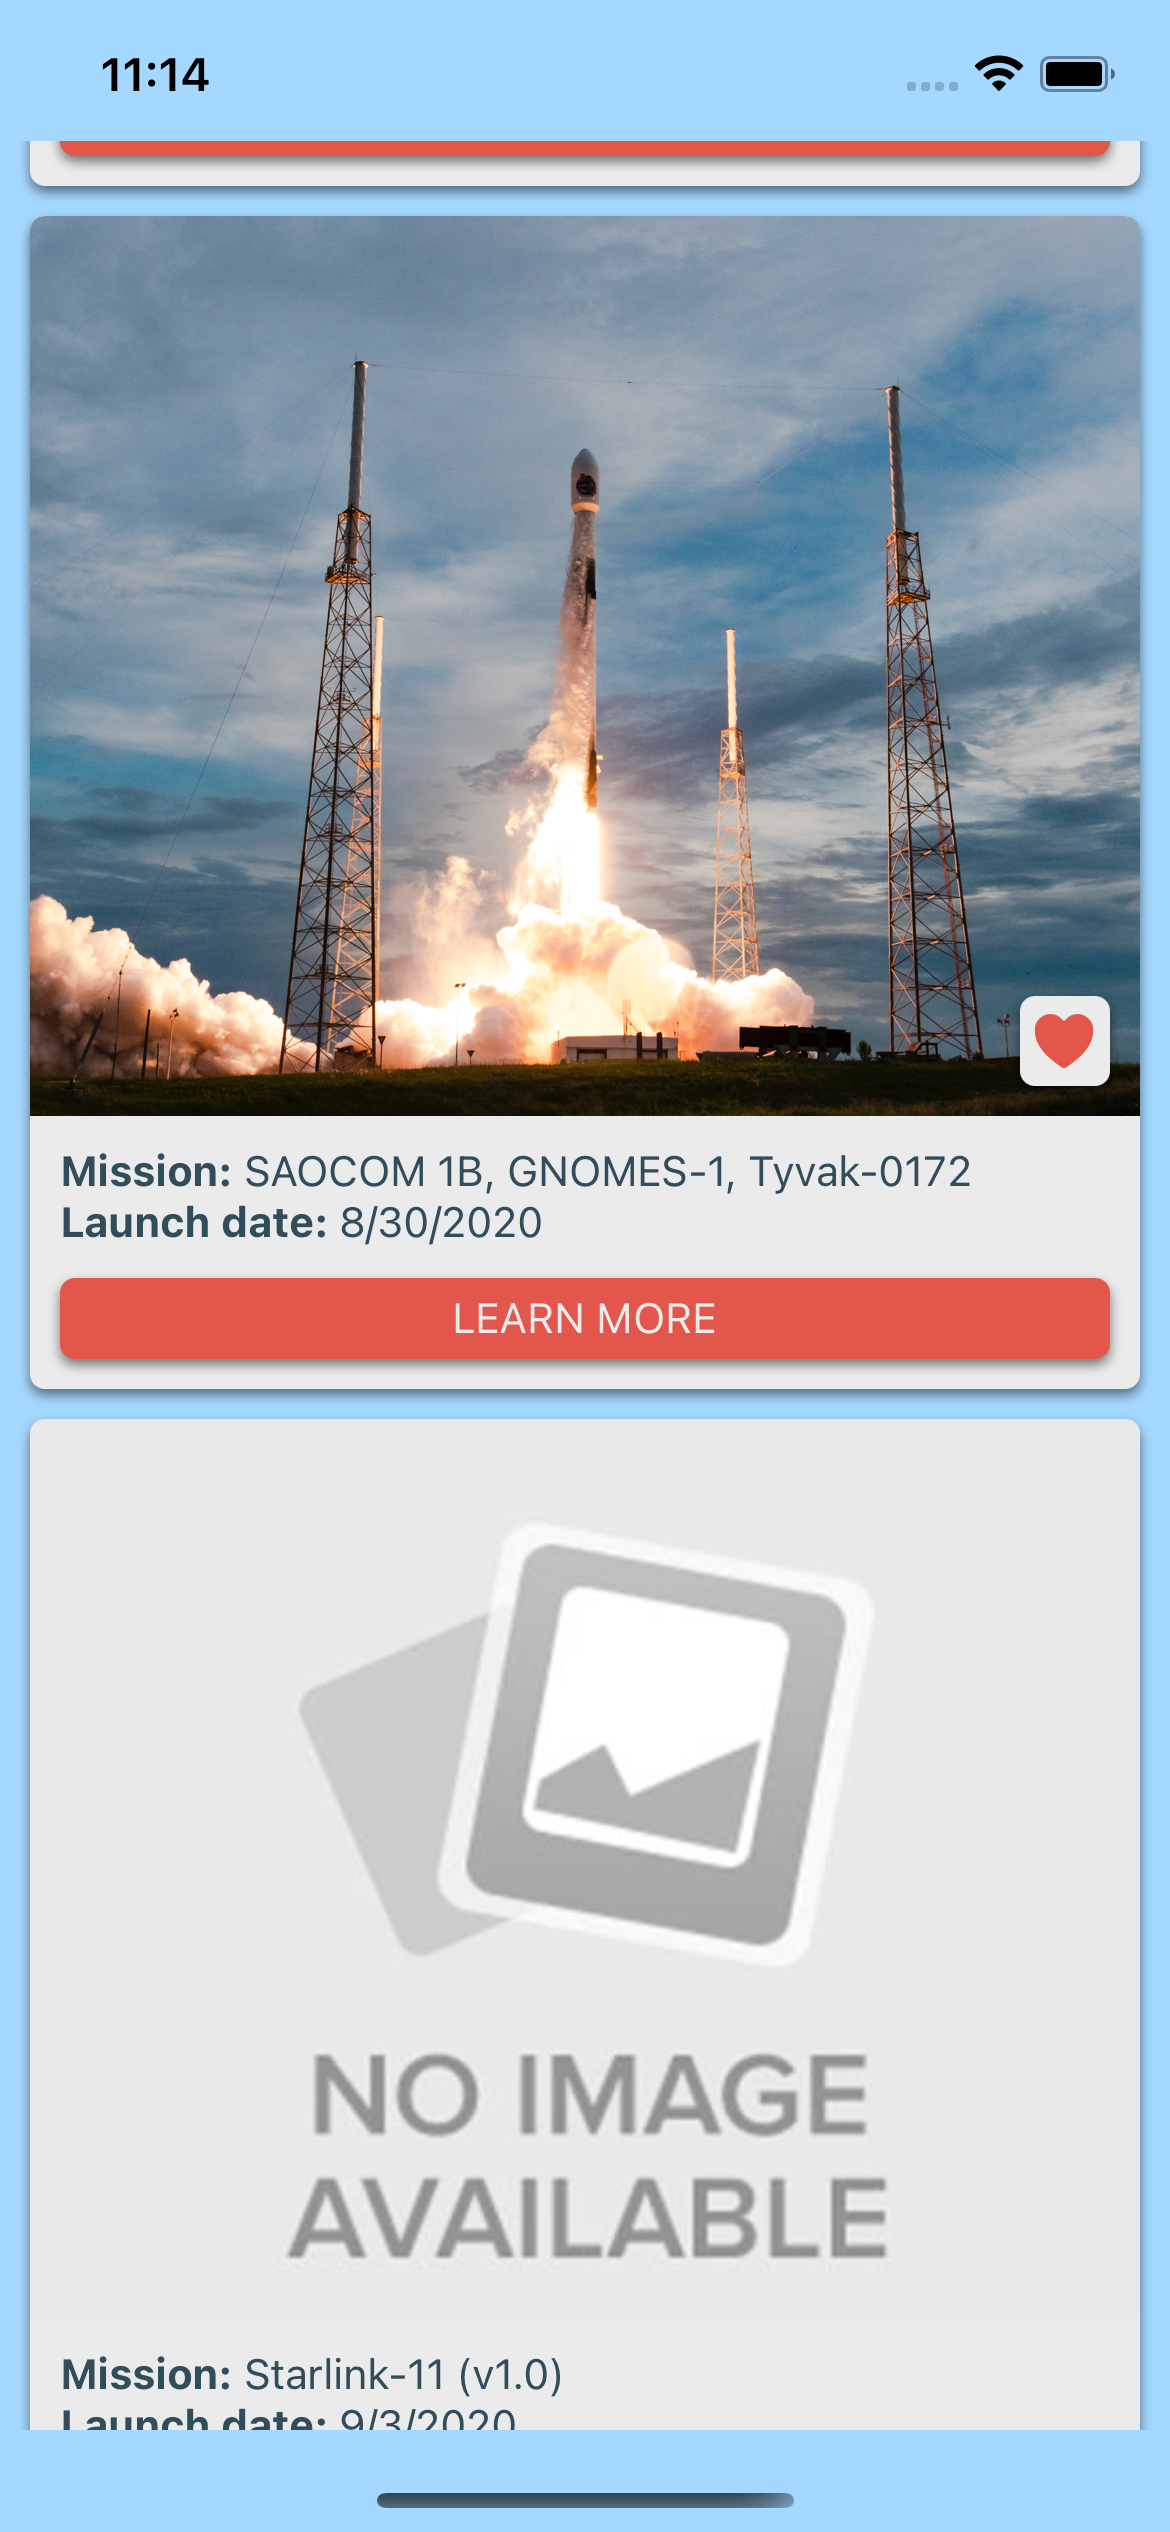 11:14
Mission: SAOCOM 1B, GNOMES-1, Tyvak-0172
Launch date: 8/30/2020
LEARN MORE
NO IMAGE
AVAILABLE
Mission: Starlink-11 (v1.0)
Launch date: 9/3/2020